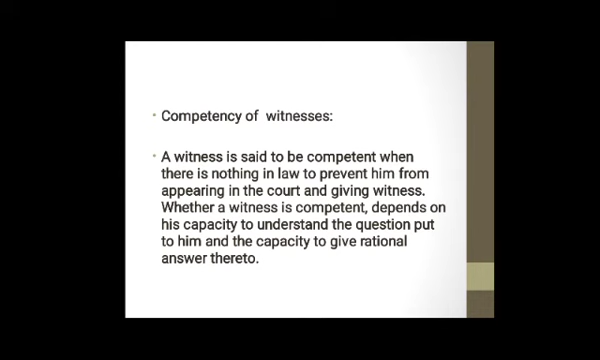 • Competency of witnesses:
• A witness is said to be competent when
there is nothing in law to prevent him from
appearing in the court and giving witness.
Whether a witness is competent, depends on
his capacity to understand the question put
to him and the capacity to give rational
answer thereto.